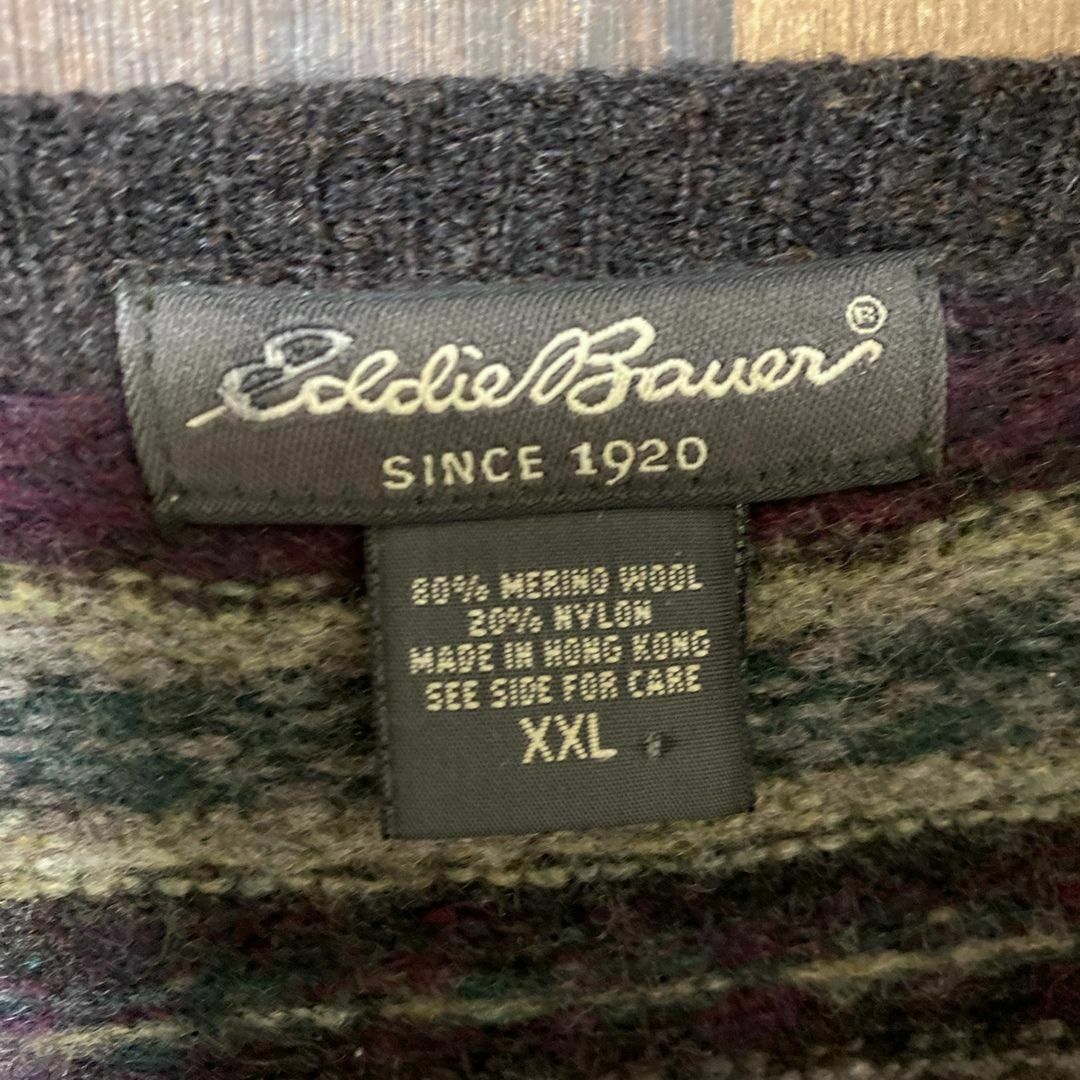 Eddie Bauer®
SINCE 1920
80% MERINO WOOL
20% NYLON
MADE IN HONG KONG
SEE SIDE FOR CARE
XXL